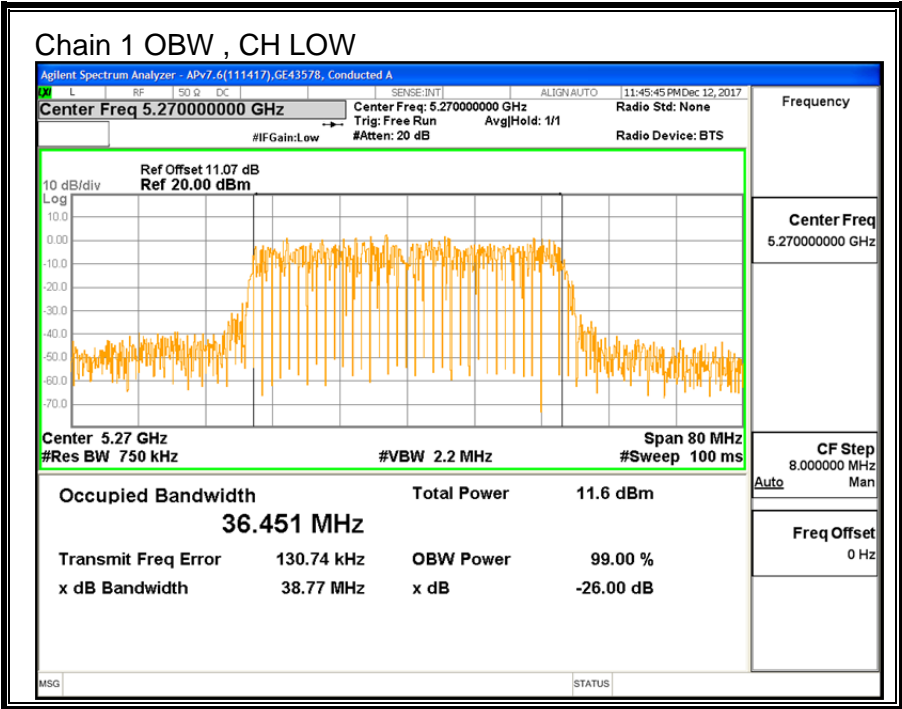 Chain 1 OBW , CH LOW
Agilent Spectrum Analyzer - APv7.6(111417),GE43578, Conducted A
LXI L RF 50 Ω DC SENSE:INT ALIGN AUTO 11:45:45 PM Dec 12, 2017
Center Freq 5.270000000 GHz
Center Freq: 5.270000000 GHz
Radio Std: None
Trig: Free Run Avg|Hold: 1/1
#IFGain:Low
#Atten: 20 dB
Radio Device: BTS
Ref Offset 11.07 dB
10 dB/div Ref 20.00 dBm
Log
10.0
0.00
-10.0
-20.0
-30.0
-40.0
-50.0
-60.0
-70.0
Center 5.27 GHz Span 80 MHz
#Res BW 750 kHz #VBW 2.2 MHz #Sweep 100 ms
Occupied Bandwidth Total Power 11.6 dBm
36.451 MHz
Transmit Freq Error 130.74 kHz OBW Power 99.00 %
x dB Bandwidth 38.77 MHz x dB -26.00 dB
MSG STATUS
Frequency
Center Freq
5.270000000 GHz
CF Step
8.000000 MHz
Auto Man
Freq Offset
0 Hz